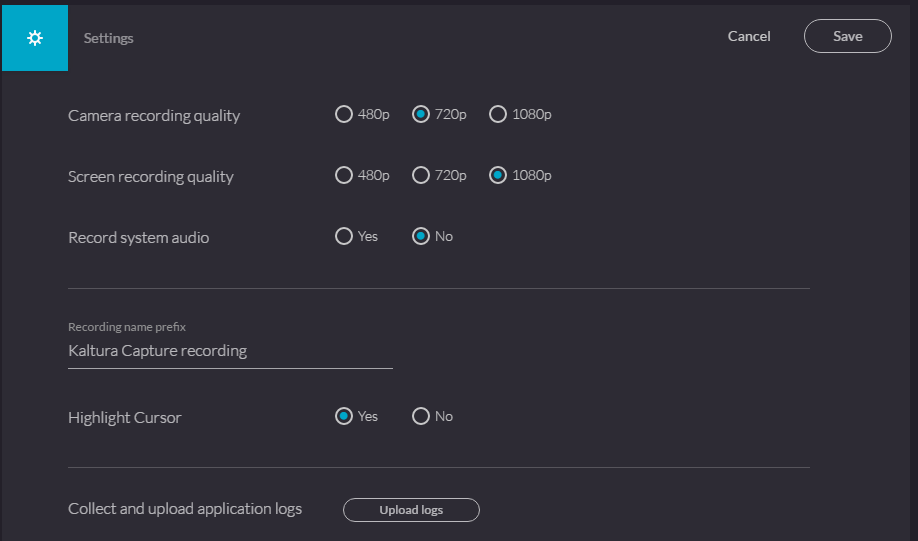 Settings Cancel Save
Camera recording quality 480p 720p 1080p
Screen recording quality 480p 720p 1080p
Record system audio Yes No
Recording name prefix
Kaltura Capture recording
Highlight Cursor Yes No
Collect and upload application logs Upload logs